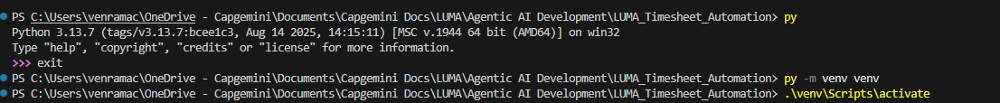 PS C:\Users\venramac\OneDrive - Capgemini\Documents\Capgemini Docs\LUMA\Agentic AI Development\LUMA_Timesheet_Automation> py
Python 3.13.7 (tags/v3.13.7:bcee1c3, Aug 14 2025, 14:15:11) [MSC v.1944 64 bit (AMD64)] on win32
Type "help", "copyright", "credits" or "license" for more information.
>>> exit
PS C:\Users\venramac\OneDrive - Capgemini\Documents\Capgemini Docs\LUMA\Agentic AI Development\LUMA_Timesheet_Automation> py -m venv venv
PS C:\Users\venramac\OneDrive - Capgemini\Documents\Capgemini Docs\LUMA\Agentic AI Development\LUMA_Timesheet_Automation> .\venv\Scripts\activate